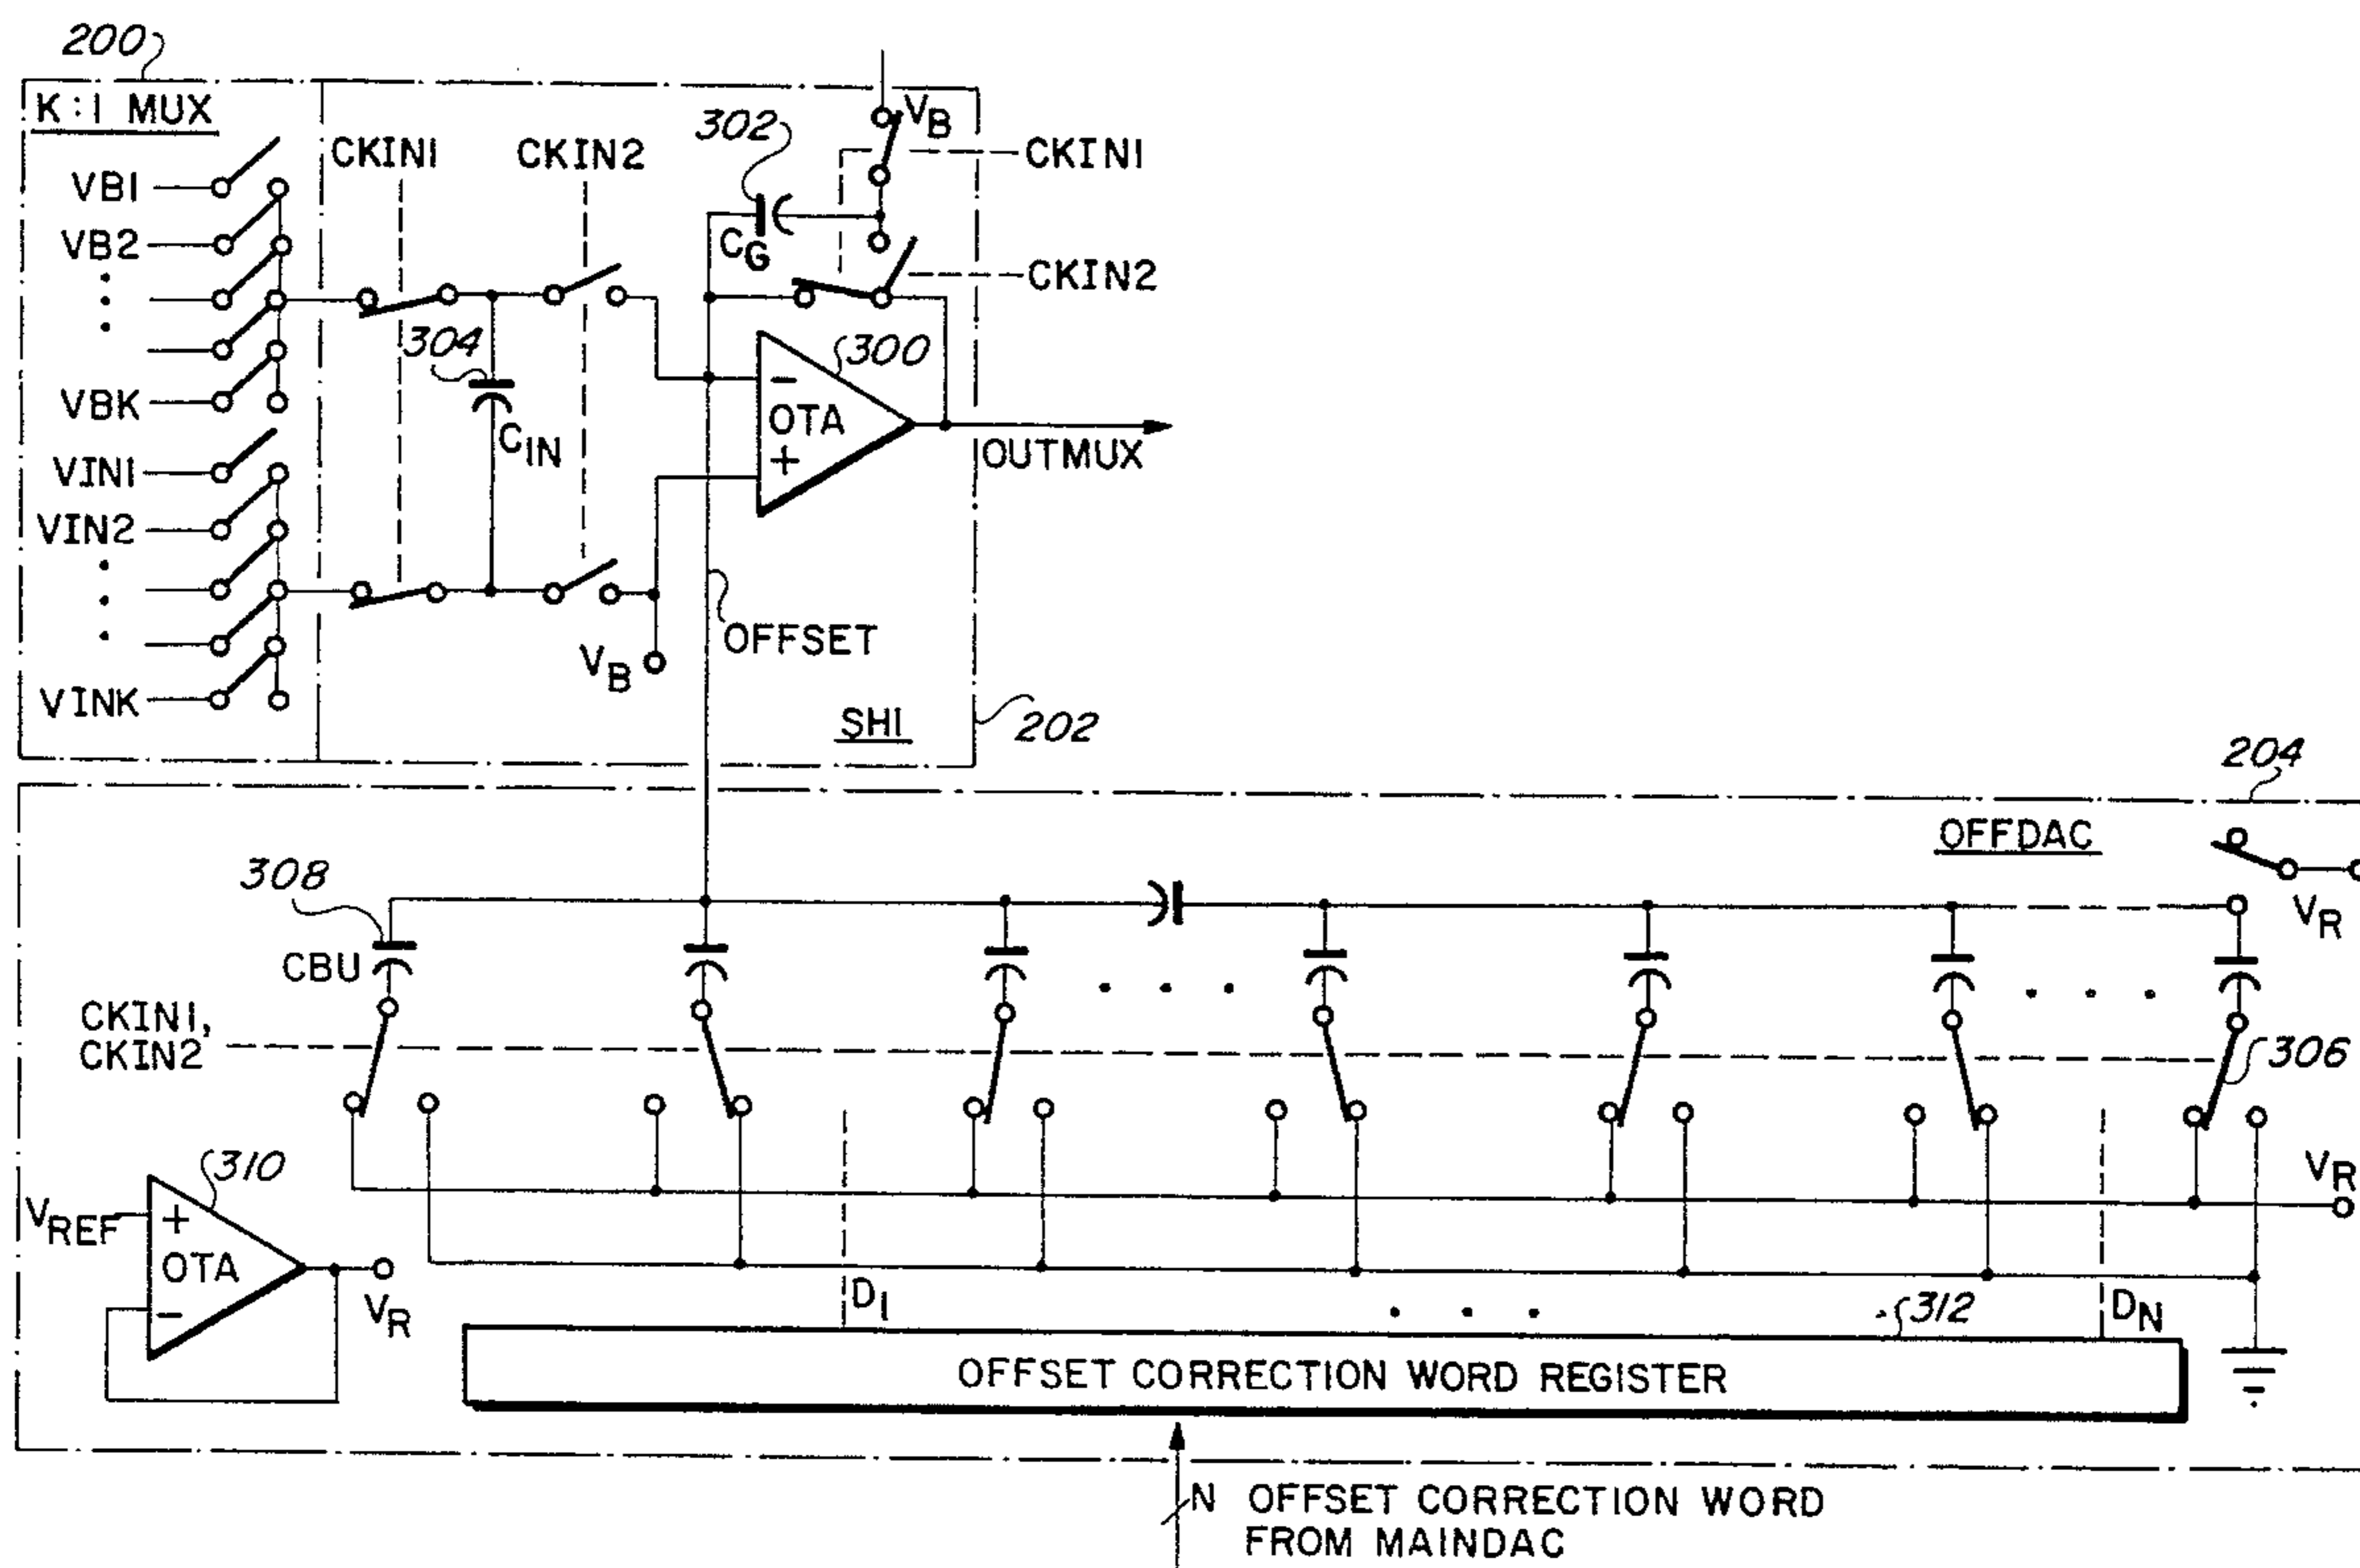 200
K:1 MUX
CKIN1
CKIN2
302
VB
CKIN1
VB1
VB2
CG
CKIN2
304
300
VBK
OTA
-
+
CIN
OUTMUX
VIN1
VIN2
OFFSET
VB
VINK
SH1
202
204
OFFDAC
308
CBU
VR
CKIN1,
CKIN2
306
310
VREF
+
OTA
-
VR
VR
D1
312
DN
OFFSET CORRECTION WORD REGISTER
N OFFSET CORRECTION WORD
FROM MAINDAC